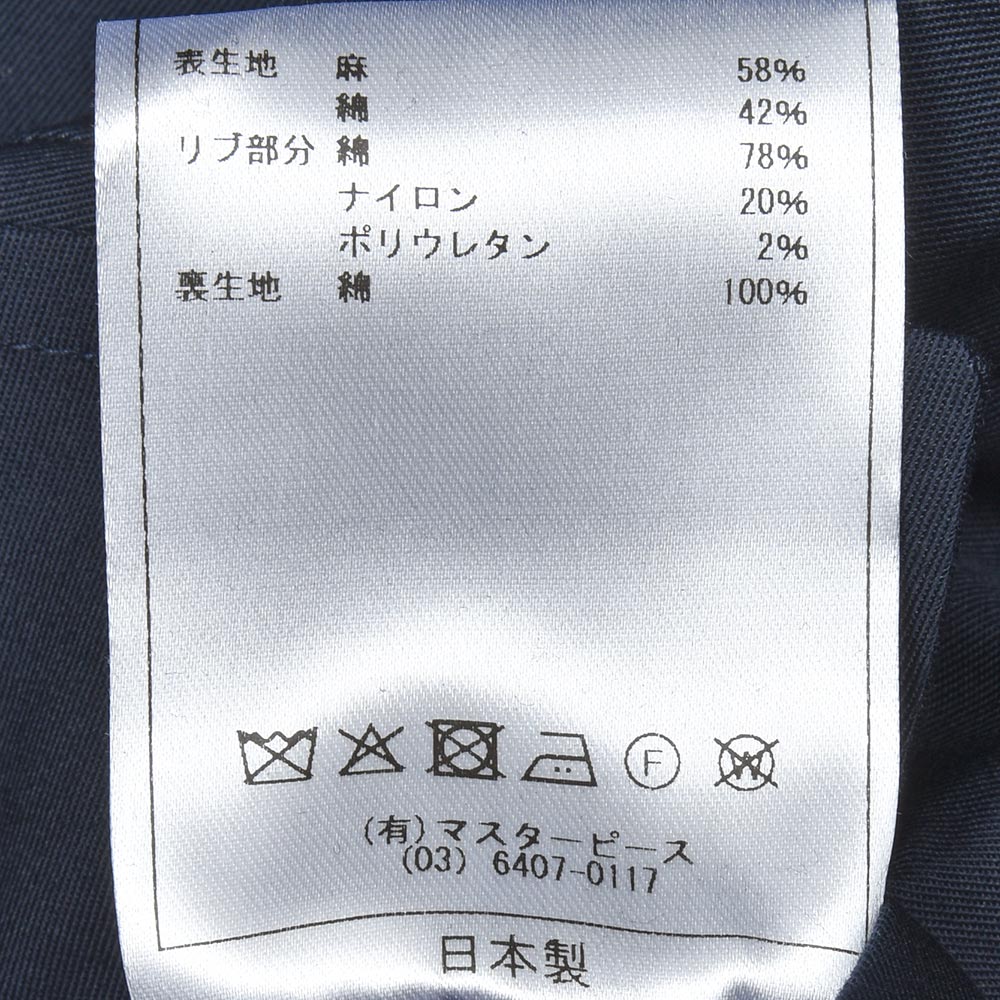 表生地 麻 58%
綿 42%
リブ部分 綿 78%
ナイロン 20%
ポリウレタン 2%
裏生地 綿 100%
F W
(有)マスターピース
(03) 6407-0117
日本製